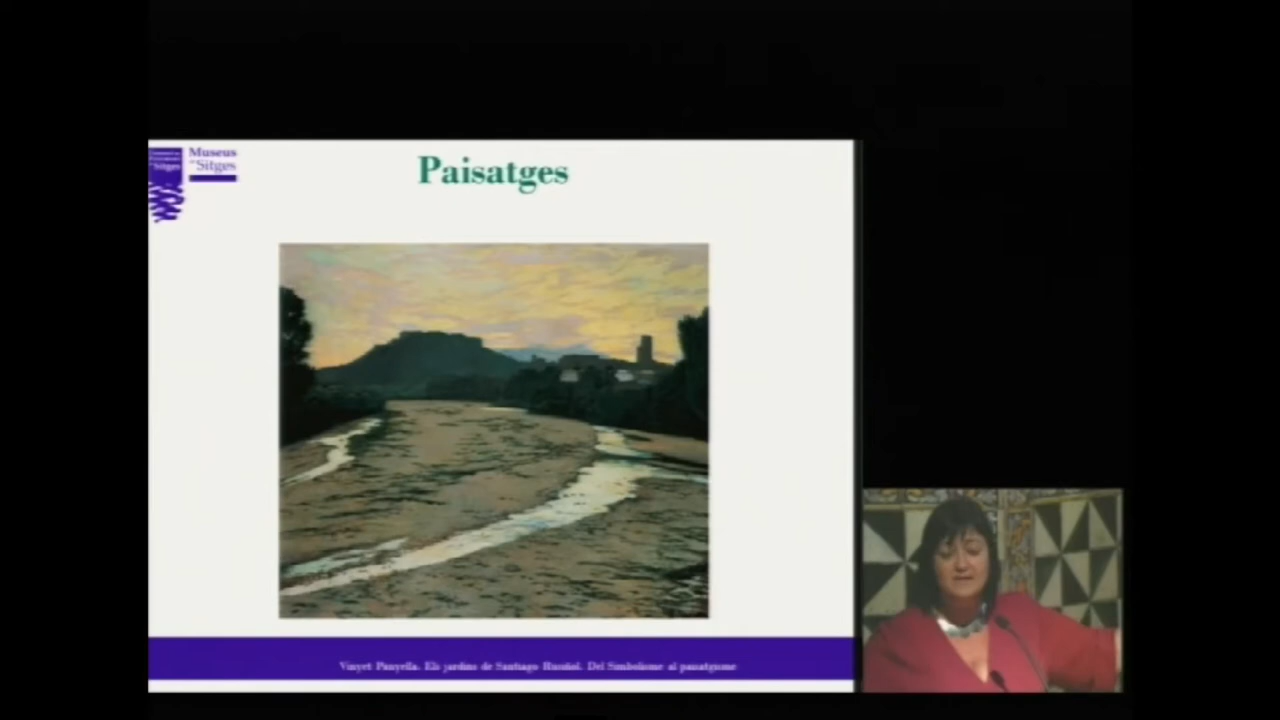 Museus
de Sitges
Paisatges
Vinyet Panyella. Els jardins de Santiago Rusiñol. Del Simbolisme al paisatgisme